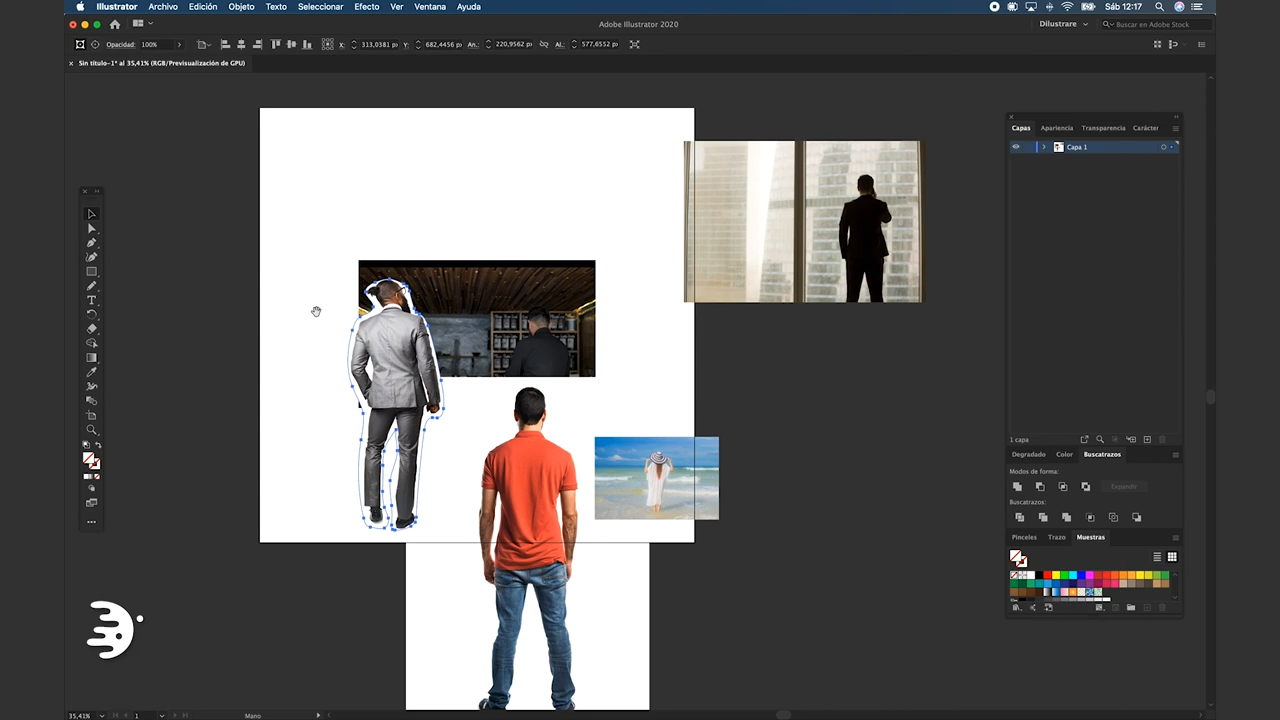 Illustrator Archivo Edición Objeto Texto Seleccionar Efecto Ver Ventana Ayuda Sáb 12:17
Adobe Illustrator 2020 Dilustrare Buscar en Adobe Stock
Opacidad: 100% X: 313,0381 p Y: 682,4456 p An.: 220,9562 p Al.: 577,6552 p
Sin título-1* al 35,41% (RGB/Previsualización de GPU)
Capas Apariencia Transparencia Carácter
Capa 1
1 capa
Degradado Color Buscatrazos
Modos de forma:
Expandir
Buscatrazos:
Pinceles Trazo Muestras
35,41% 1 Mano